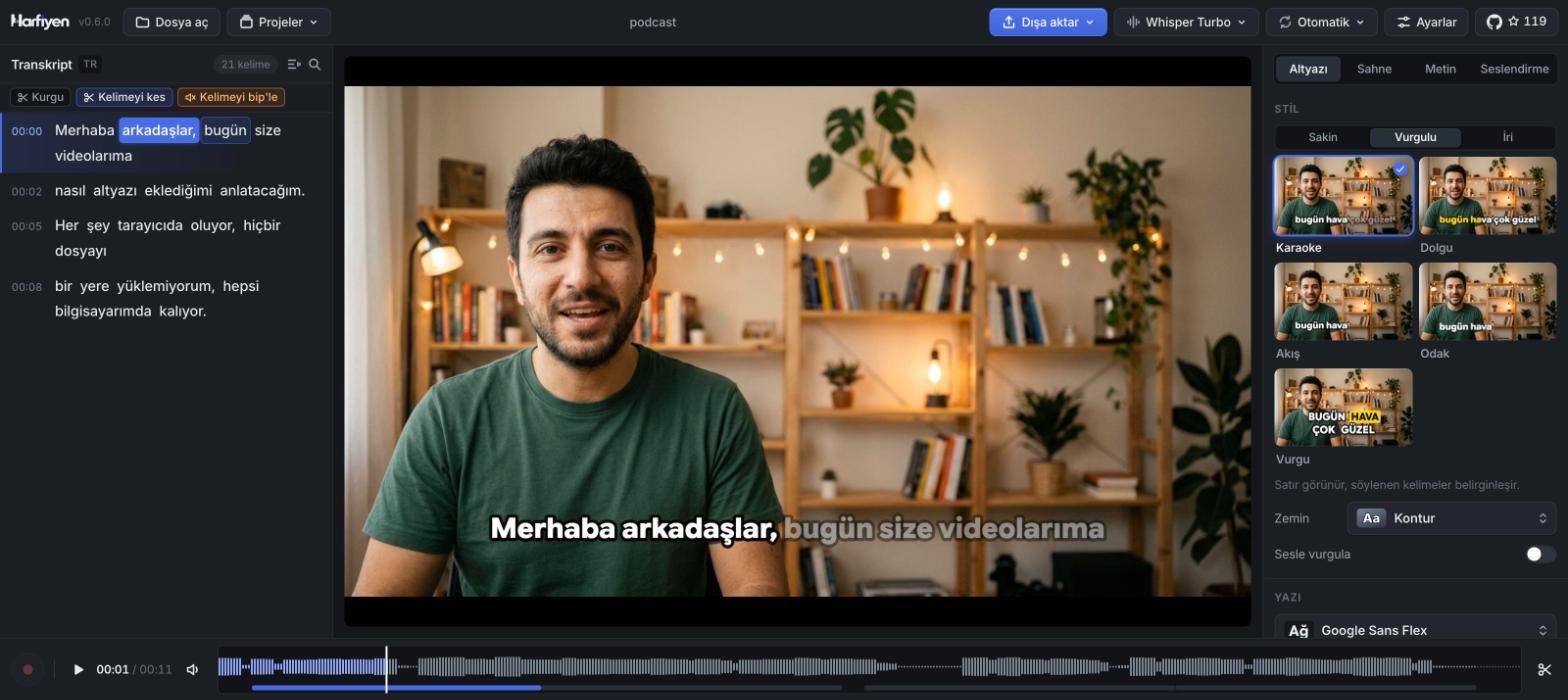 Harfiyen v0.6.0 Dosya aç Projeler podcast Dışa aktar Whisper Turbo Otomatik Ayarlar 119
Transkript TR 21 kelime
Kurgu Kelimeyi kes Kelimeyi bip'le
00:00 Merhaba arkadaşlar, bugün size
videolarıma
00:02 nasıl altyazı eklediğimi anlatacağım.
00:05 Her şey tarayıcıda oluyor, hiçbir
dosyayı
00:08 bir yere yüklemiyorum, hepsi
bilgisayarımda kalıyor.
Merhaba arkadaşlar, bugün size videolarıma
Altyazı Sahne Metin Seslendirme
STİL
Sakin Vurgulu İri
bugün hava çok güzel bugün hava çok güzel
Karaoke Dolgu
bugün hava bugün hava
Akış Odak
BUGÜN HAVA
ÇOK GÜZEL
Vurgu
Satır görünür, söylenen kelimeler belirginleşir.
Zemin Aa Kontur
Sesle vurgula
YAZI
Ağ Google Sans Flex
00:01 / 00:11